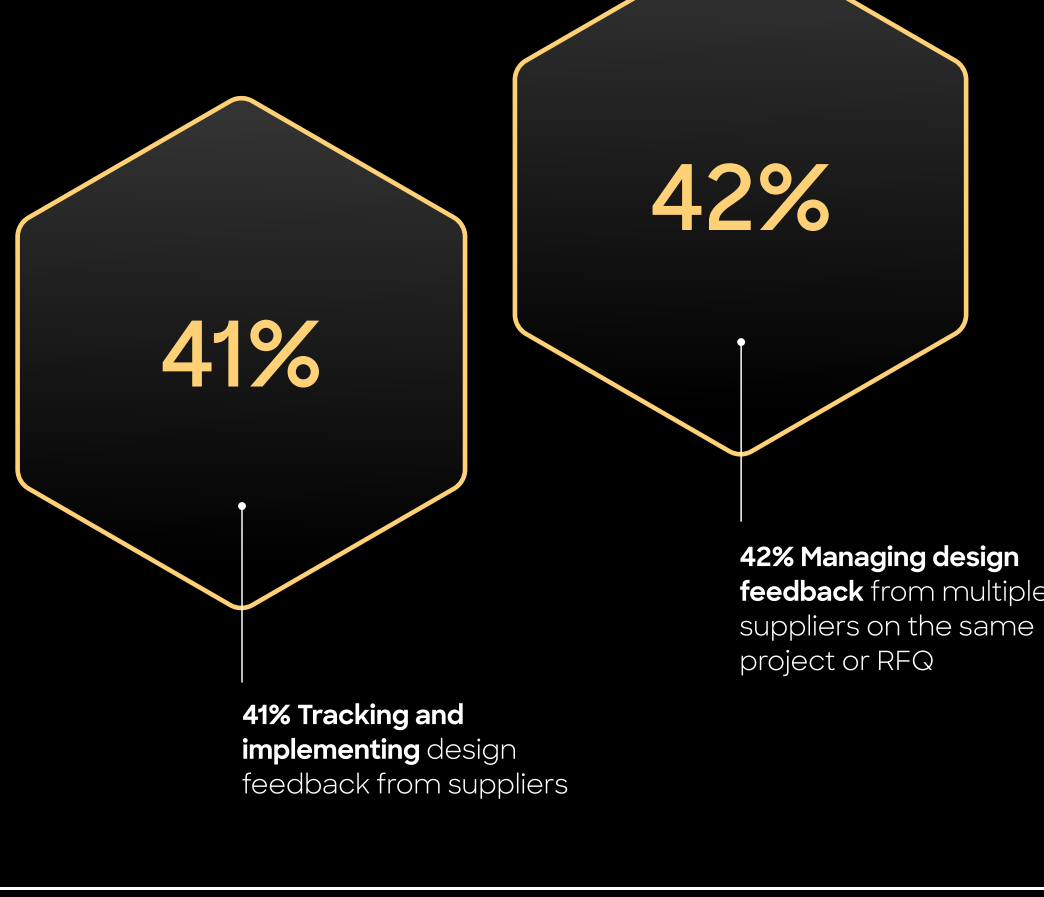 41%
42%
42% Managing design
feedback from multiple
suppliers on the same
project or RFQ
41% Tracking and
implementing design
feedback from suppliers